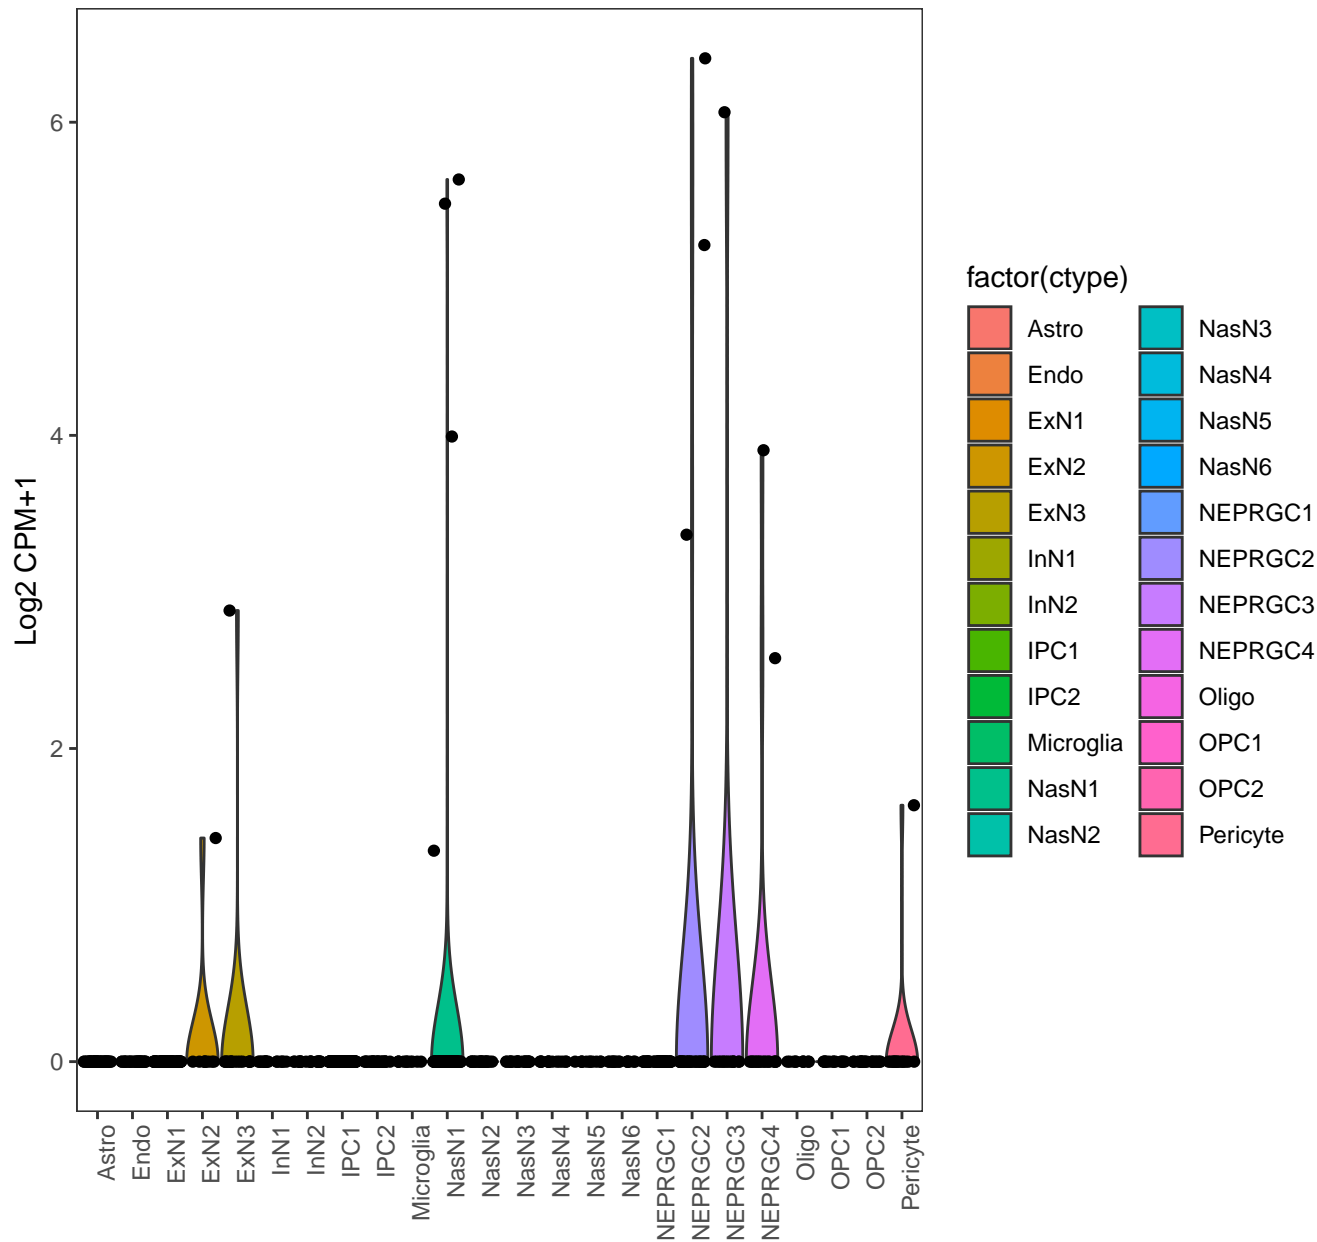 6
4
2
0
Log2 CPM+1
Astro
Endo
ExN1
ExN2
ExN3
InN1
InN2
IPC1
IPC2
Microglia
NasN1
NasN2
NasN3
NasN4
NasN5
NasN6
NEPRGC1
NEPRGC2
NEPRGC3
NEPRGC4
Oligo
OPC1
OPC2
Pericyte
factor(ctype)
Astro
Endo
ExN1
ExN2
ExN3
InN1
InN2
IPC1
IPC2
Microglia
NasN1
NasN2
NasN3
NasN4
NasN5
NasN6
NEPRGC1
NEPRGC2
NEPRGC3
NEPRGC4
Oligo
OPC1
OPC2
Pericyte